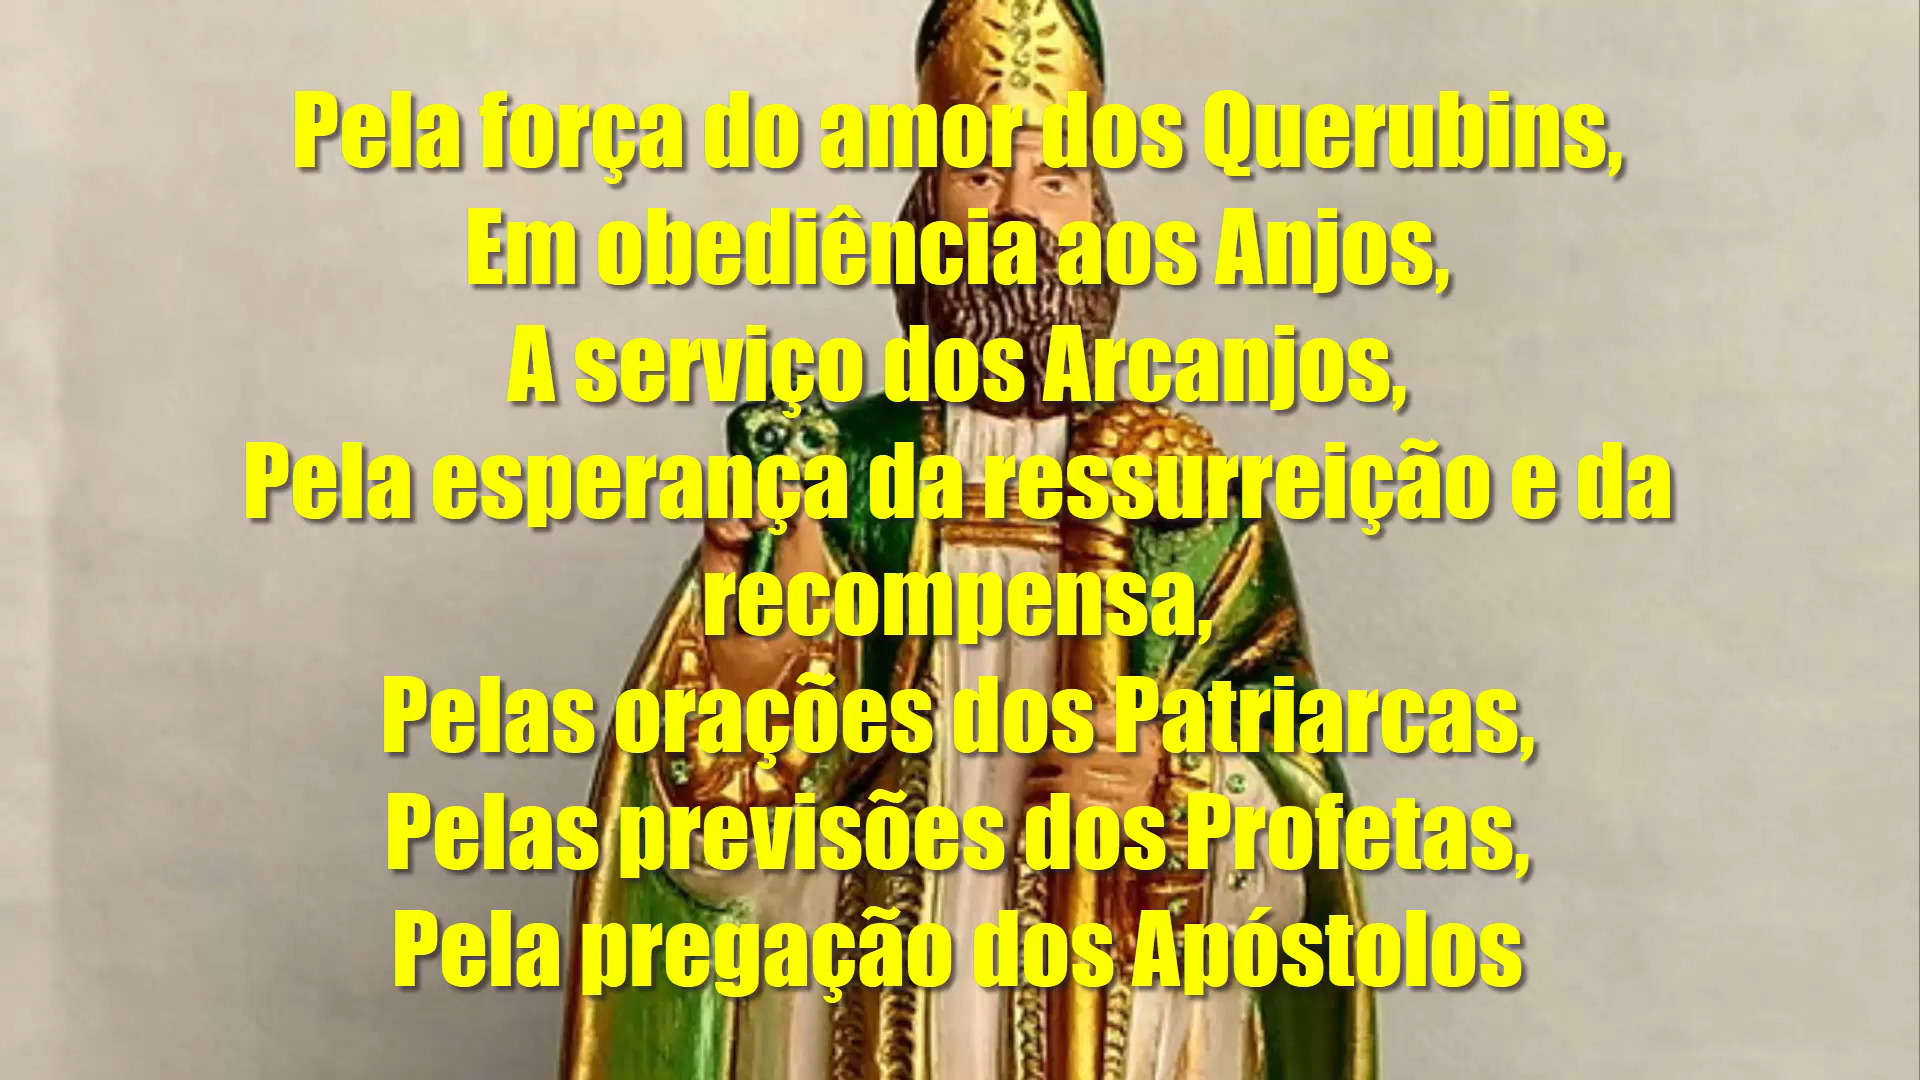 Pela força do amor dos Querubins,
Em obediência aos Anjos,
A serviço dos Arcanjos,
Pela esperança da ressurreição e da
recompensa,
Pelas orações dos Patriarcas,
Pelas previsões dos Profetas,
Pela pregação dos Apóstolos